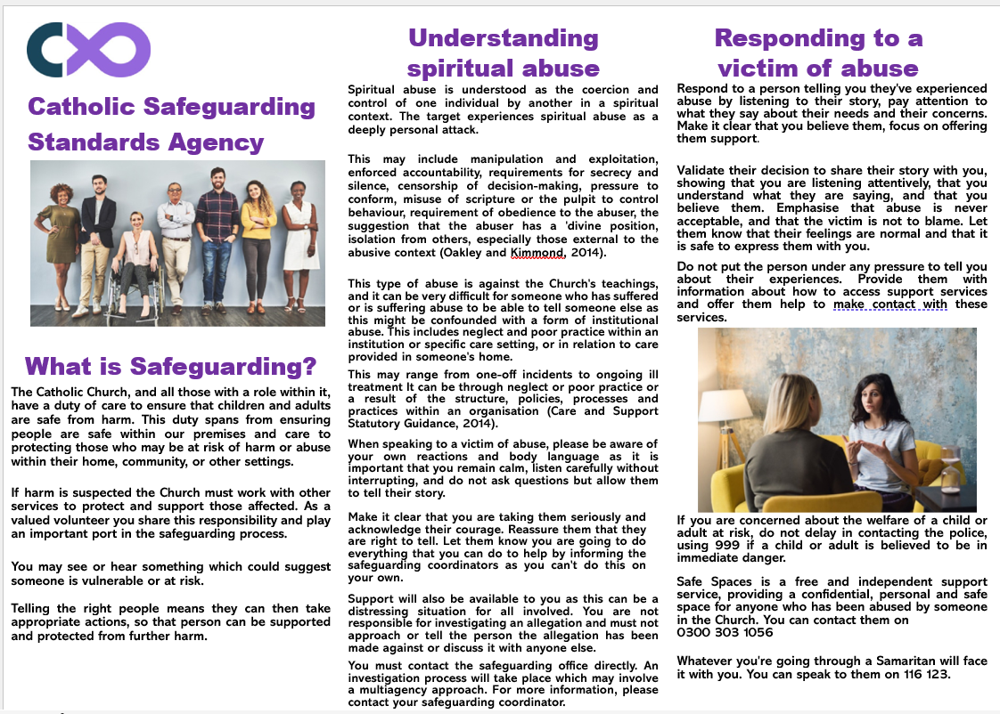 Catholic Safeguarding
Standards Agency
What is Safeguarding?
The Catholic Church, and all those with a role within it,
have a duty of care to ensure that children and adults
are safe from harm. This duty spans from ensuring
people are safe within our premises and care to
protecting those who may be at risk of harm or abuse
within their home, community, or other settings.
If harm is suspected the Church must work with other
services to protect and support those affected. As a
valued volunteer you share this responsibility and play
an important port in the safeguarding process.
You may see or hear something which could suggest
someone is vulnerable or at risk.
Telling the right people means they can then take
appropriate actions, so that person can be supported
and protected from further harm.
Understanding
spiritual abuse
Spiritual abuse is understood as the coercion and
control of one individual by another in a spiritual
context. The target experiences spiritual abuse as a
deeply personal attack.
This may include manipulation and exploitation,
enforced accountability, requirements for secrecy and
silence, censorship of decision-making, pressure to
conform, misuse of scripture or the pulpit to control
behaviour, requirement of obedience to the abuser, the
suggestion that the abuser has a 'divine position,
isolation from others, especially those external to the
abusive context (Oakley and Kimmond, 2014).
This type of abuse is against the Church's teachings,
and it can be very difficult for someone who has suffered
or is suffering abuse to be able to tell someone else as
this might be confounded with a form of institutional
abuse. This includes neglect and poor practice within an
institution or specific care setting, or in relation to care
provided in someone's home.
This may range from one-off incidents to ongoing ill
treatment It can be through neglect or poor practice or
a result of the structure, policies, processes and
practices within an organisation (Care and Support
Statutory Guidance, 2014).
When speaking to a victim of abuse, please be aware of
your own reactions and body language as it is
important that you remain calm, listen carefully without
interrupting, and do not ask questions but allow them
to tell their story.
Make it clear that you are taking them seriously and
acknowledge their courage. Reassure them that they
are right to tell. Let them know you are going to do
everything that you can do to help by informing the
safeguarding coordinators as you can't do this on
your own.
Support will also be available to you as this can be a
distressing situation for all involved. You are not
responsible for investigating an allegation and must not
approach or tell the person the allegation has been
made against or discuss it with anyone else.
You must contact the safeguarding office directly. An
investigation process will take place which may involve
a multiagency approach. For more information, please
contact your safeguarding coordinator.
Responding to a
victim of abuse
Respond to a person telling you they've experienced
abuse by listening to their story, pay attention to
what they say about their needs and their concerns.
Make it clear that you believe them, focus on offering
them support.
Validate their decision to share their story with you,
showing that you are listening attentively, that you
understand what they are saying, and that you
believe them. Emphasise that abuse is never
acceptable, and that the victim is not to blame. Let
them know that their feelings are normal and that it
is safe to express them with you.
Do not put the person under any pressure to tell you
about their experiences. Provide them with
information about how to access support services
and offer them help to make contact with these
services.
If you are concerned about the welfare of a child or
adult at risk, do not delay in contacting the police,
using 999 if a child or adult is believed to be in
immediate danger.
Safe Spaces is a free and independent support
service, providing a confidential, personal and safe
space for anyone who has been abused by someone
in the Church. You can contact them on
0300 303 1056
Whatever you're going through a Samaritan will face
it with you. You can speak to them on 116 123.